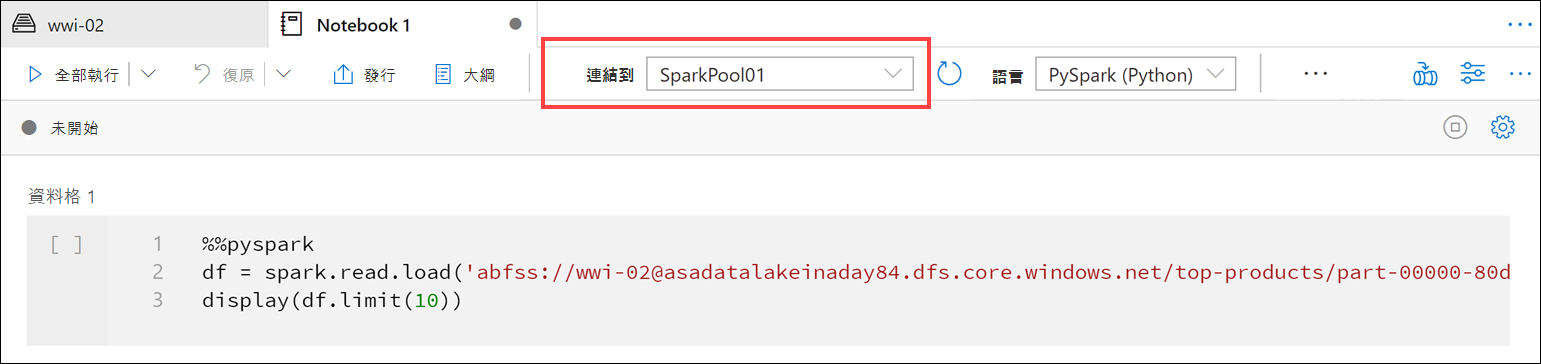 wwi-02
Notebook 1
全部執行 復原 發行 大綱 連結到 SparkPool01 語言 PySpark (Python) ...
未開始
資料格 1
[ ]
1 %%pyspark
2 df = spark.read.load('abfss://wwi-02@asadatalakeinaday84.dfs.core.windows.net/top-products/part-00000-80d
3 display(df.limit(10))